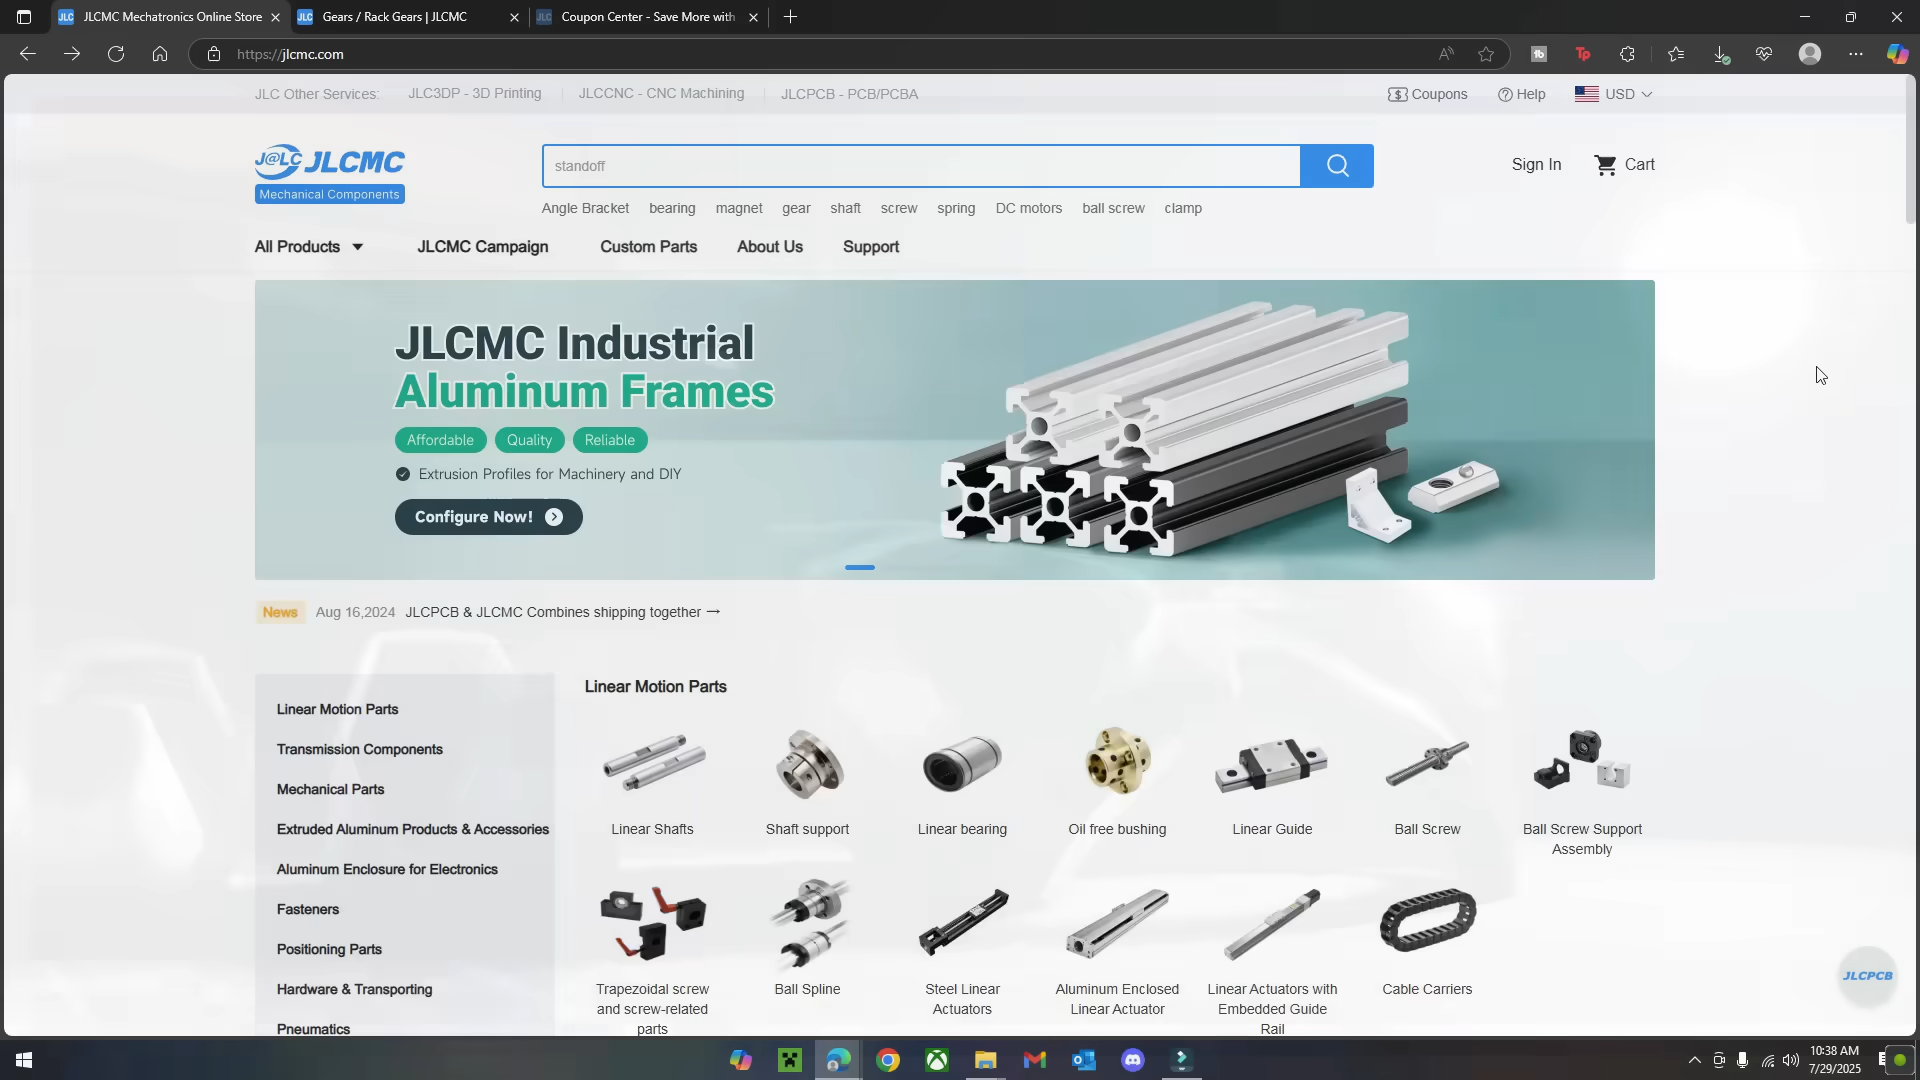 JLCMC Mechatronics Online Store
Gears / Rack Gears | JLCMC
Coupon Center - Save More with
https://jlcmc.com
JLC Other Services:
JLC3DP - 3D Printing
JLCCNC - CNC Machining
JLCPCB - PCB/PCBA
Coupons
Help
USD
J@LC JLCMC
Mechanical Components
standoff
Sign In
Cart
Angle Bracket
bearing
magnet
gear
shaft
screw
spring
DC motors
ball screw
clamp
All Products
JLCMC Campaign
Custom Parts
About Us
Support
JLCMC Industrial
Aluminum Frames
Affordable
Quality
Reliable
Extrusion Profiles for Machinery and DIY
Configure Now!
News
Aug 16,2024
JLCPCB & JLCMC Combines shipping together →
Linear Motion Parts
Transmission Components
Mechanical Parts
Extruded Aluminum Products & Accessories
Aluminum Enclosure for Electronics
Fasteners
Positioning Parts
Hardware & Transporting
Pneumatics
Linear Motion Parts
Linear Shafts
Shaft support
Linear bearing
Oil free bushing
Linear Guide
Ball Screw
Ball Screw Support
Assembly
Trapezoidal screw
and screw-related
parts
Ball Spline
Steel Linear
Actuators
Aluminum Enclosed
Linear Actuator
Linear Actuators with
Embedded Guide
Rail
Cable Carriers
JLCPCB
10:38 AM
7/29/2025